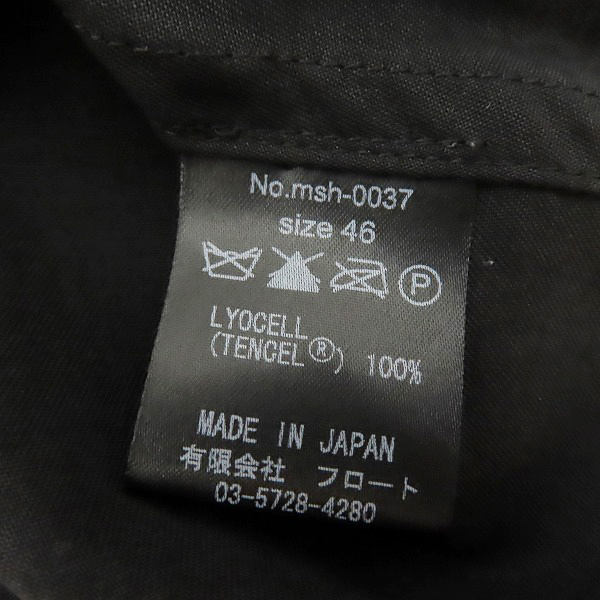 No.msh-0037
size 46
P
LYOCELL
(TENCEL®) 100%
MADE IN JAPAN
有限会社 フロート
03-5728-4280